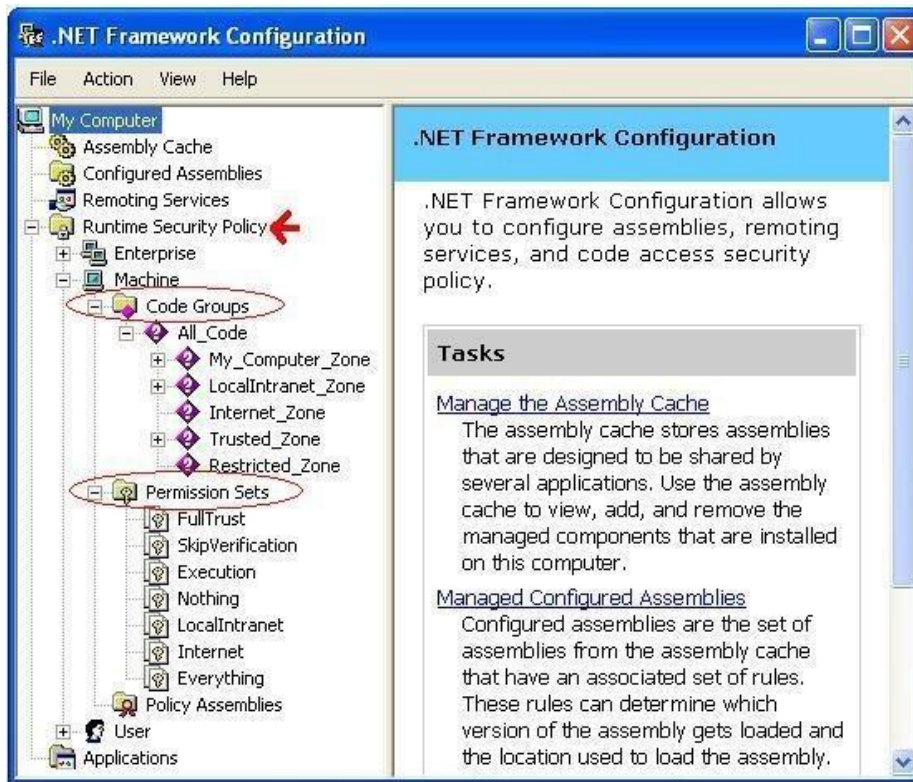 .NET Framework Configuration
File Action View Help
My Computer
Assembly Cache
Configured Assemblies
Remoting Services
Runtime Security Policy
Enterprise
Machine
Code Groups
All_Code
My_Computer_Zone
LocalIntranet_Zone
Internet_Zone
Trusted_Zone
Restricted_Zone
Permission Sets
FullTrust
SkipVerification
Execution
Nothing
LocalIntranet
Internet
Everything
Policy Assemblies
User
Applications
.NET Framework Configuration
.NET Framework Configuration allows
you to configure assemblies, remoting
services, and code access security
policy.
Tasks
Manage the Assembly Cache
The assembly cache stores assemblies
that are designed to be shared by
several applications. Use the assembly
cache to view, add, and remove the
managed components that are installed
on this computer.
Managed Configured Assemblies
Configured assemblies are the set of
assemblies from the assembly cache
that have an associated set of rules.
These rules can determine which
version of the assembly gets loaded and
the location used to load the assembly.